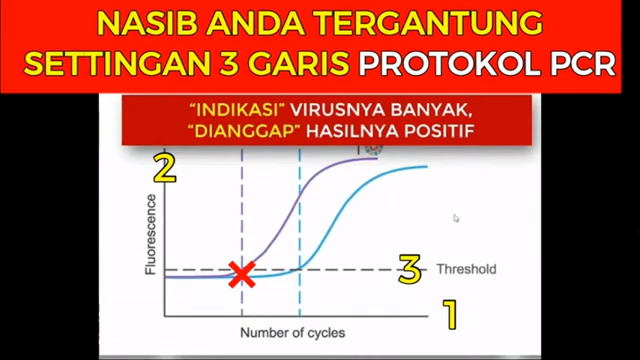 NASIB ANDA TERGANTUNG
SETTINGAN 3 GARIS PROTOKOL PCR
"INDIKASI" VIRUSNYA BANYAK,
"DIANGGAP" HASILNYA POSITIF
2
Fluorescence
3
Threshold
1
Number of cycles